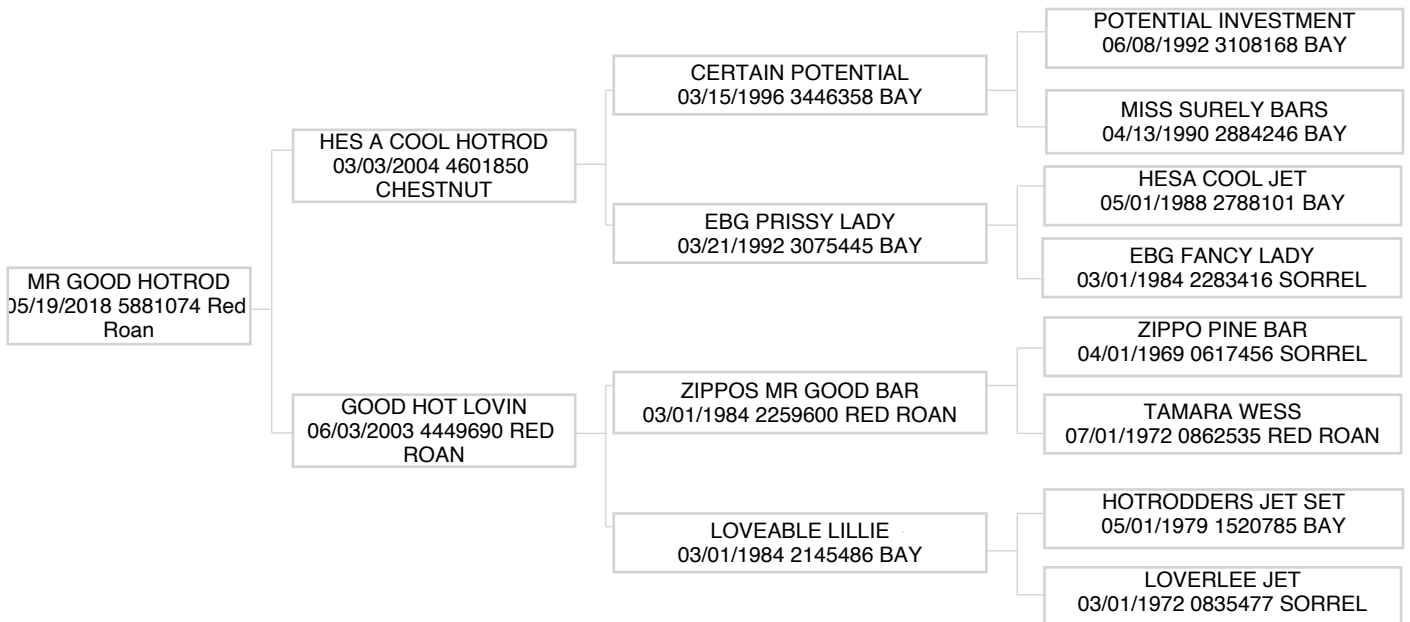 POTENTIAL INVESTMENT
06/08/1992 3108168 BAY
CERTAIN POTENTIAL
03/15/1996 3446358 BAY
MISS SURELY BARS
04/13/1990 2884246 BAY
HES A COOL HOTROD
03/03/2004 4601850
CHESTNUT
HESA COOL JET
05/01/1988 2788101 BAY
EBG PRISSY LADY
03/21/1992 3075445 BAY
EBG FANCY LADY
03/01/1984 2283416 SORREL
MR GOOD HOTROD
05/19/2018 5881074 Red
Roan
ZIPPO PINE BAR
04/01/1969 0617456 SORREL
ZIPPOS MR GOOD BAR
03/01/1984 2259600 RED ROAN
TAMARA WESS
07/01/1972 0862535 RED ROAN
GOOD HOT LOVIN
06/03/2003 4449690 RED
ROAN
HOTRODDERS JET SET
05/01/1979 1520785 BAY
LOVEABLE LILLIE
03/01/1984 2145486 BAY
LOVERLEE JET
03/01/1972 0835477 SORREL